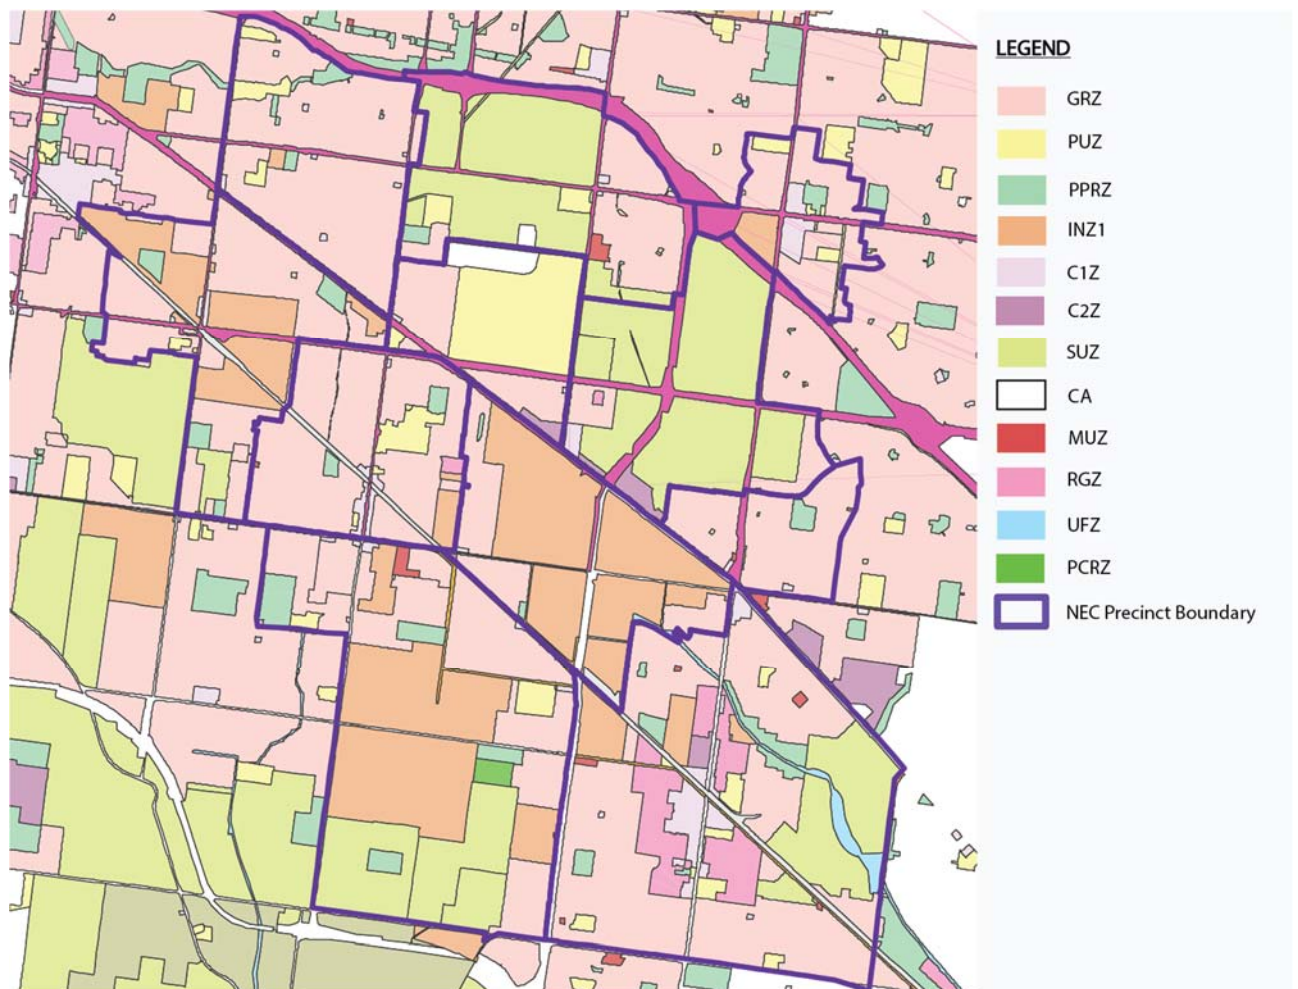 LEGEND
GRZ
PUZ
PPRZ
INZ1
C1Z
C2Z
SUZ
CA
MUZ
RGZ
UFZ
PCRZ
NEC Precinct Boundary